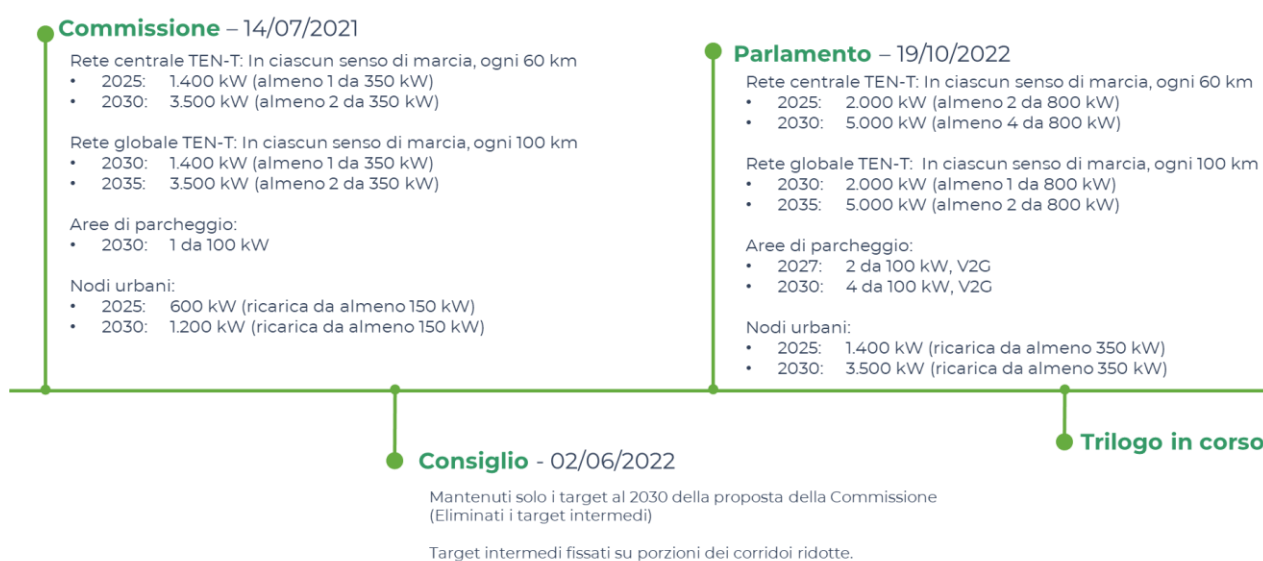 Commissione – 14/07/2021
Rete centrale TEN-T: In ciascun senso di marcia, ogni 60 km
• 2025: 1.400 kW (almeno 1 da 350 kW)
• 2030: 3.500 kW (almeno 2 da 350 kW)
Rete globale TEN-T: In ciascun senso di marcia, ogni 100 km
• 2030: 1.400 kW (almeno 1 da 350 kW)
• 2035: 3.500 kW (almeno 2 da 350 kW)
Aree di parcheggio:
• 2030: 1 da 100 kW
Nodi urbani:
• 2025: 600 kW (ricarica da almeno 150 kW)
• 2030: 1.200 kW (ricarica da almeno 150 kW)
Parlamento – 19/10/2022
Rete centrale TEN-T: In ciascun senso di marcia, ogni 60 km
• 2025: 2.000 kW (almeno 2 da 800 kW)
• 2030: 5.000 kW (almeno 4 da 800 kW)
Rete globale TEN-T: In ciascun senso di marcia, ogni 100 km
• 2030: 2.000 kW (almeno 1 da 800 kW)
• 2035: 5.000 kW (almeno 2 da 800 kW)
Aree di parcheggio:
• 2027: 2 da 100 kW, V2G
• 2030: 4 da 100 kW, V2G
Nodi urbani:
• 2025: 1.400 kW (ricarica da almeno 350 kW)
• 2030: 3.500 kW (ricarica da almeno 350 kW)
Consiglio - 02/06/2022
Mantenuti solo i target al 2030 della proposta della Commissione
(Eliminati i target intermedi)
Target intermedi fissati su porzioni dei corridoi ridotte.
Trilogo in corso